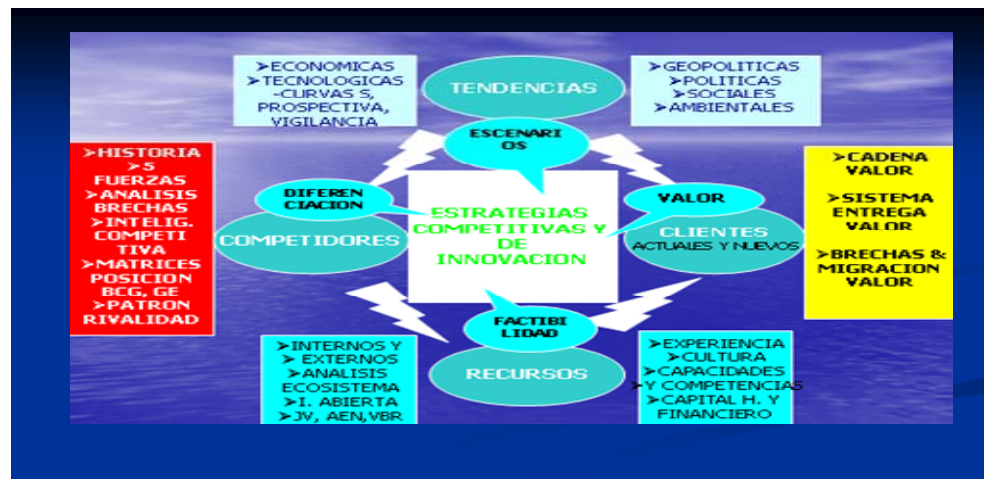 ➢ECONOMICAS
➢TECNOLOGICAS
-CURVAS S,
PROSPECTIVA,
VIGILANCIA
TENDENCIAS
➢GEOPOLITICAS
➢POLITICAS
➢SOCIALES
➢AMBIENTALES
ESCENARI
OS
➢HISTORIA
➢5
FUERZAS
➢ANALISIS
BRECHAS
➢INTELIG.
COMPETI
TIVA
➢MATRICES
POSICION
BCG, GE
➢PATRON
RIVALIDAD
DIFEREN
CIACION
COMPETIDORES
ESTRATEGIAS
COMPETITIVAS Y
DE
INNOVACION
VALOR
CLIENTES
ACTUALES Y NUEVOS
➢CADENA
VALOR
➢SISTEMA
ENTREGA
VALOR
➢BRECHAS &
MIGRACION
VALOR
FACTIBI
LIDAD
RECURSOS
➢INTERNOS Y
➢ EXTERNOS
➢ANALISIS
ECOSISTEMA
➢I. ABIERTA
➢JV, AEN,VBR
➢EXPERIENCIA
➢CULTURA
➢CAPACIDADES
➢Y COMPETENCIAS
➢CAPITAL H. Y
FINANCIERO